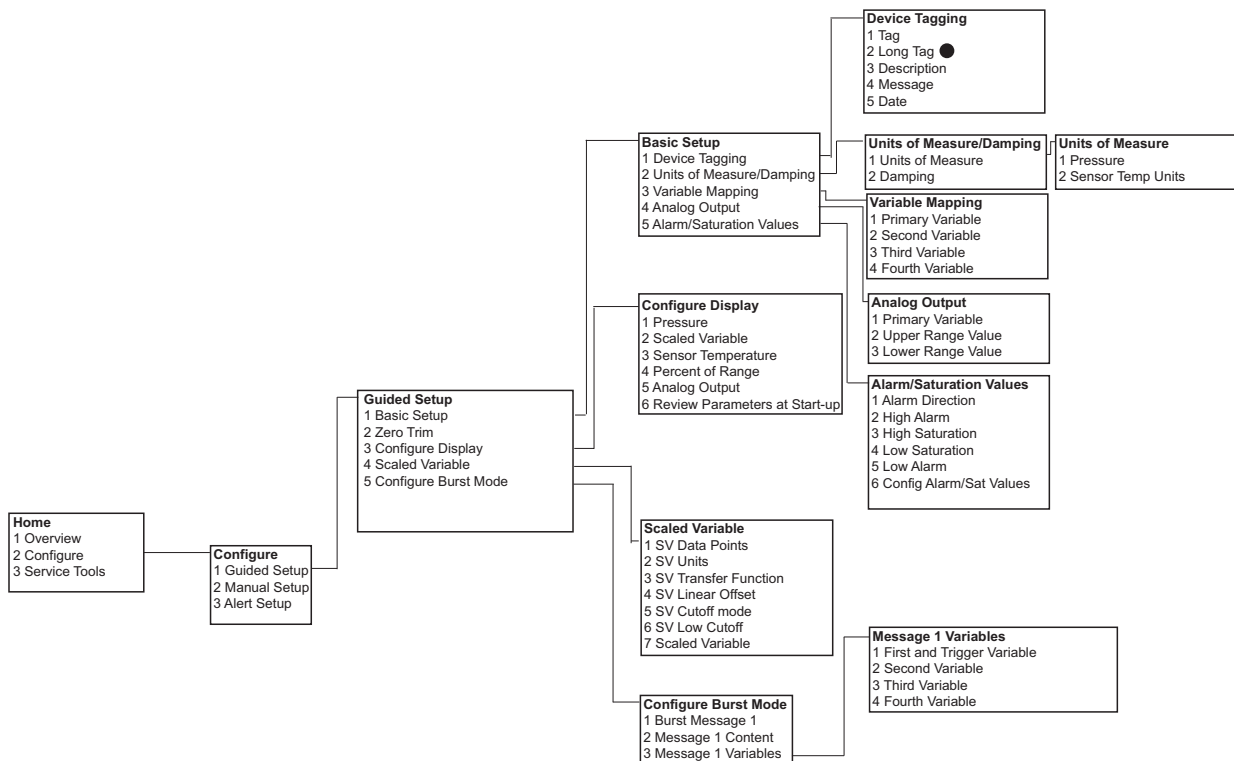 Device Tagging
1 Tag
2 Long Tag
3 Description
4 Message
5 Date
Basic Setup
1 Device Tagging
2 Units of Measure/Damping
3 Variable Mapping
4 Analog Output
5 Alarm/Saturation Values
Units of Measure/Damping
1 Units of Measure
2 Damping
Units of Measure
1 Pressure
2 Sensor Temp Units
Variable Mapping
1 Primary Variable
2 Second Variable
3 Third Variable
4 Fourth Variable
Configure Display
1 Pressure
2 Scaled Variable
3 Sensor Temperature
4 Percent of Range
5 Analog Output
6 Review Parameters at Start-up
Analog Output
1 Primary Variable
2 Upper Range Value
3 Lower Range Value
Alarm/Saturation Values
1 Alarm Direction
2 High Alarm
3 High Saturation
4 Low Saturation
5 Low Alarm
6 Config Alarm/Sat Values
Guided Setup
1 Basic Setup
2 Zero Trim
3 Configure Display
4 Scaled Variable
5 Configure Burst Mode
Home
1 Overview
2 Configure
3 Service Tools
Configure
1 Guided Setup
2 Manual Setup
3 Alert Setup
Scaled Variable
1 SV Data Points
2 SV Units
3 SV Transfer Function
4 SV Linear Offset
5 SV Cutoff mode
6 SV Low Cutoff
7 Scaled Variable
Message 1 Variables
1 First and Trigger Variable
2 Second Variable
3 Third Variable
4 Fourth Variable
Configure Burst Mode
1 Burst Message 1
2 Message 1 Content
3 Message 1 Variables